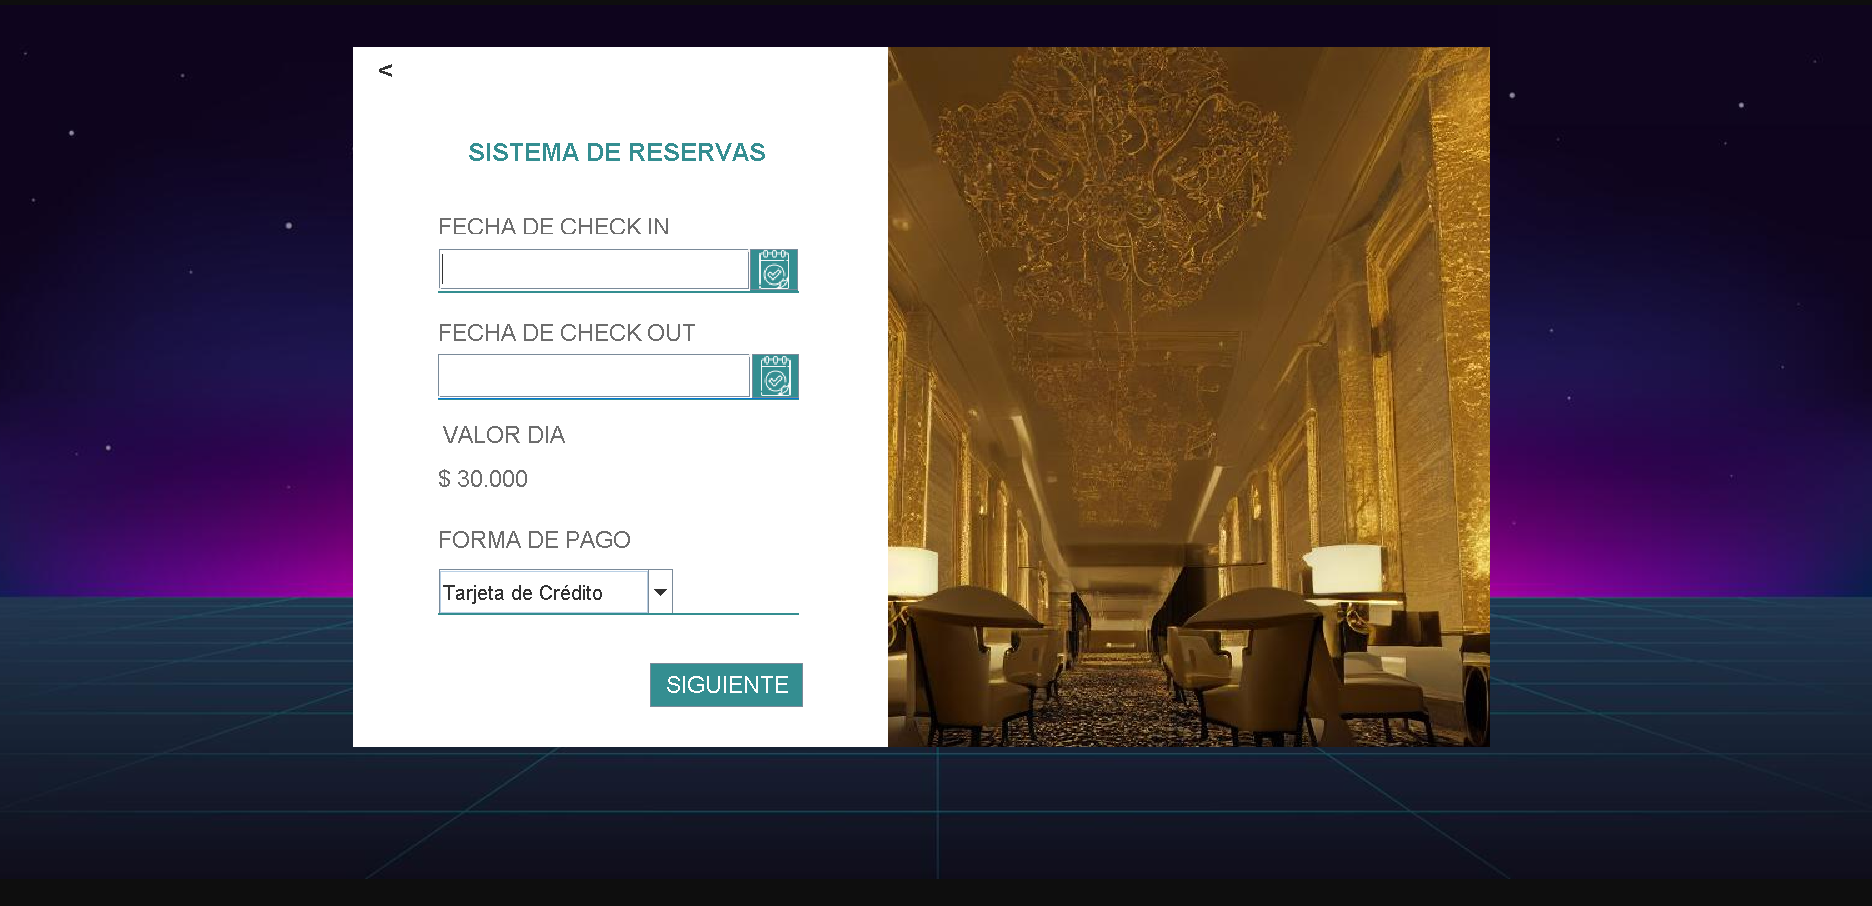 <
SISTEMA DE RESERVAS
FECHA DE CHECK IN
FECHA DE CHECK OUT
VALOR DIA
$ 30.000
FORMA DE PAGO
Tarjeta de Crédito
SIGUIENTE